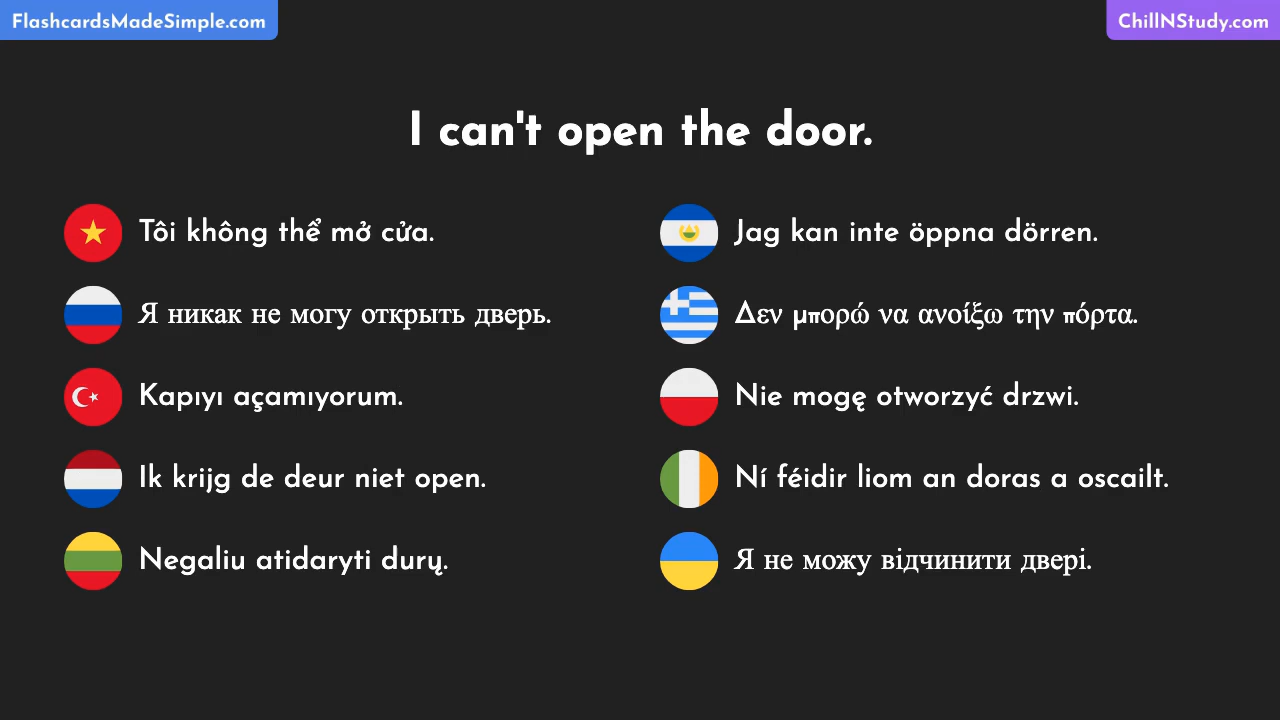 FlashcardsMadeSimple.com
ChillNStudy.com
I can't open the door.
Tôi không thể mở cửa.
Jag kan inte öppna dörren.
Я никак не могу открыть дверь.
Δεν μπορώ να ανοίξω την πόρτα.
Kapıyı açamıyorum.
Nie mogę otworzyć drzwi.
Ik krijg de deur niet open.
Ní féidir liom an doras a oscailt.
Negaliu atidaryti durų.
Я не можу відчинити двері.